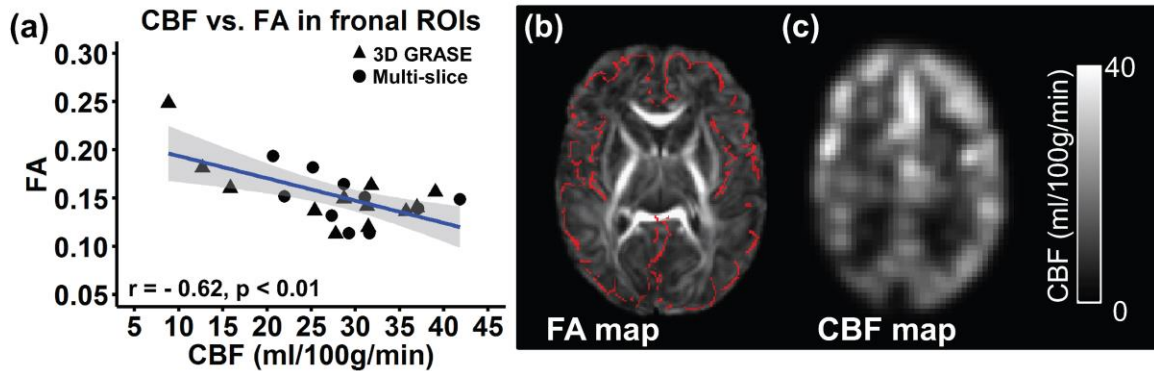 (a)
CBF vs. FA in fronal ROIs
▲ 3D GRASE
● Multi-slice
FA
0.30
0.25
0.20
0.15
0.10
0.05
r = - 0.62, p < 0.01
5 10 15 20 25 30 35 40 45
CBF (ml/100g/min)
(b)
FA map
(c)
CBF map
40
CBF (ml/100g/min)
0